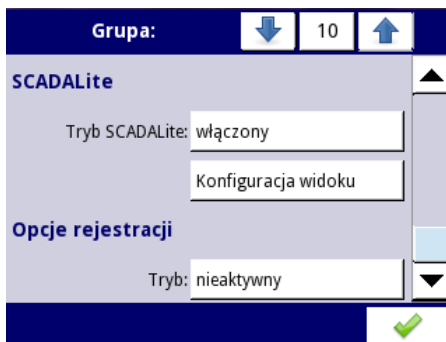 Grupa: 10
SCADALite
Tryb SCADALite: włączony
Konfiguracja widoku
Opcje rejestracji
Tryb: nieaktywny